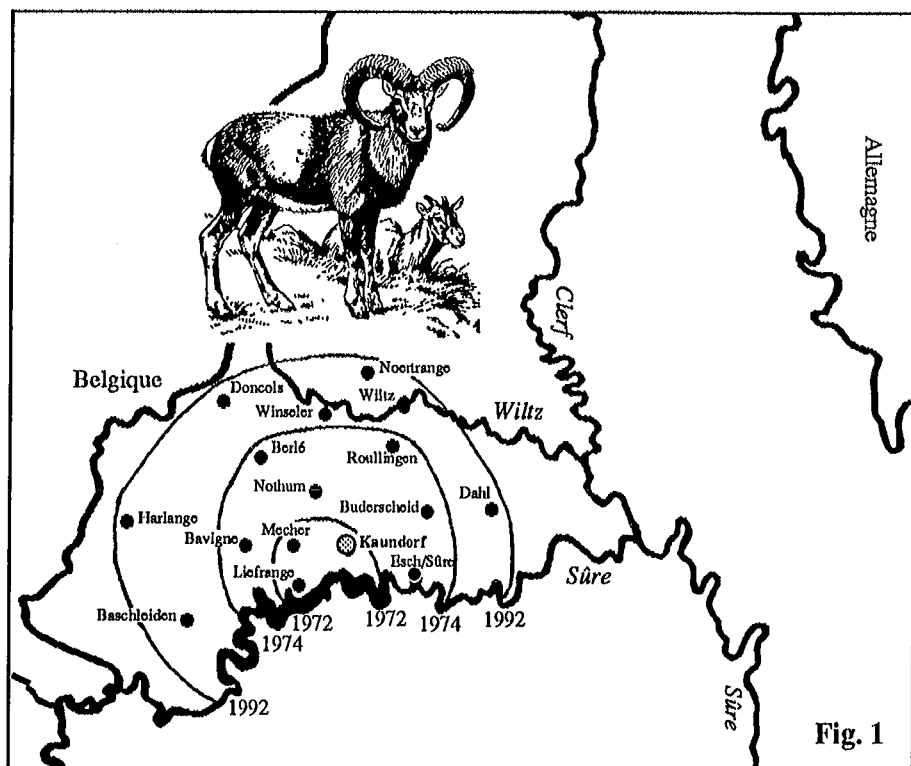 Allemagne
Clerf
Belgique
Noertrange
Doncols
Wiltz
Winseler
Wiltz
Berlé
Roullingen
Nothum
Dahl
Buderscheid
Harlange
Bavigne
Mecher
Kaundorf
Esch/Sûre
Liefrange
Sûre
Baschleiden
1972
1972
1974
1992
1974
1992
Sûre
Fig. 1